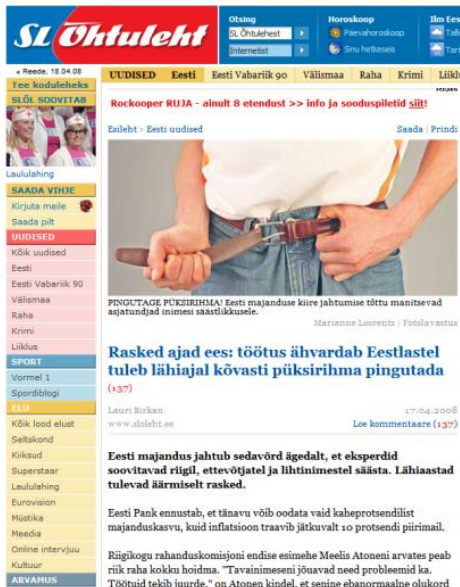 SL Õhtuleht
Otsing
SL Õhtulehest
Internetist
Horoskoop
Päevahoroskoop
Sinu hetkeseis
Ilm Ees
Tall
Tart
« Reede, 18.04.08
Tee koduleheks
SLÕL SOOVITAB
Laululahing
SAADA VIHJE
Kirjuta meile
Saada pilt
UUDISED
Kõik uudised
Eesti
Eesti Vabariik 90
Välismaa
Raha
Krimi
Liiklus
SPORT
Vormel 1
Spordiblogi
ELU
Kõik lood elust
Seltskond
Kiiksud
Superstaar
Laululahing
Eurovision
Müstika
Meedia
Online intervjuu
Kultuur
ARVAMUS
UUDISED Eesti Eesti Vabariik 90 Välismaa Raha Krimi Liiklu
Rockooper RUJA - ainult 8 etendust >> info ja sooduspiletid siit!
Esileht > Eesti uudised
Saada | Prindi
PINGUTAGE PÜKSIRIHMA! Eesti majanduse kiire jahtumise tõttu manitsevad
asjatundjad inimesi säästlikkusele.
Marianne Loorents / Fotolavastus
Rasked ajad ees: töötus ähvardab Eestlastel
tuleb lähiajal kõvasti püksirihma pingutada
(137)
Lauri Birkan
17.04.2008
www.sloleht.ee
Loe kommentaare (137)
Eesti majandus jahtub sedavõrd ägedalt, et eksperdid
soovitavad riigil, ettevõtjatel ja lihtinimestel säästa. Lähiaastad
tulevad äärmiselt rasked.
Eesti Pank ennustab, et tänavu võib oodata vaid kaheprotsendilist
majanduskasvu, kuid inflatsioon traavib jätkuvalt 10 protsendi piirimail.
Riigikogu rahanduskomisjoni endise esimehe Meelis Atoneni arvates peab
riik raha kokku hoidma. "Tavainimeseni jõuavad need probleemid ka.
Töötuid tekib juurde," on Atonen kindel, et senine ebanormaalne olukord